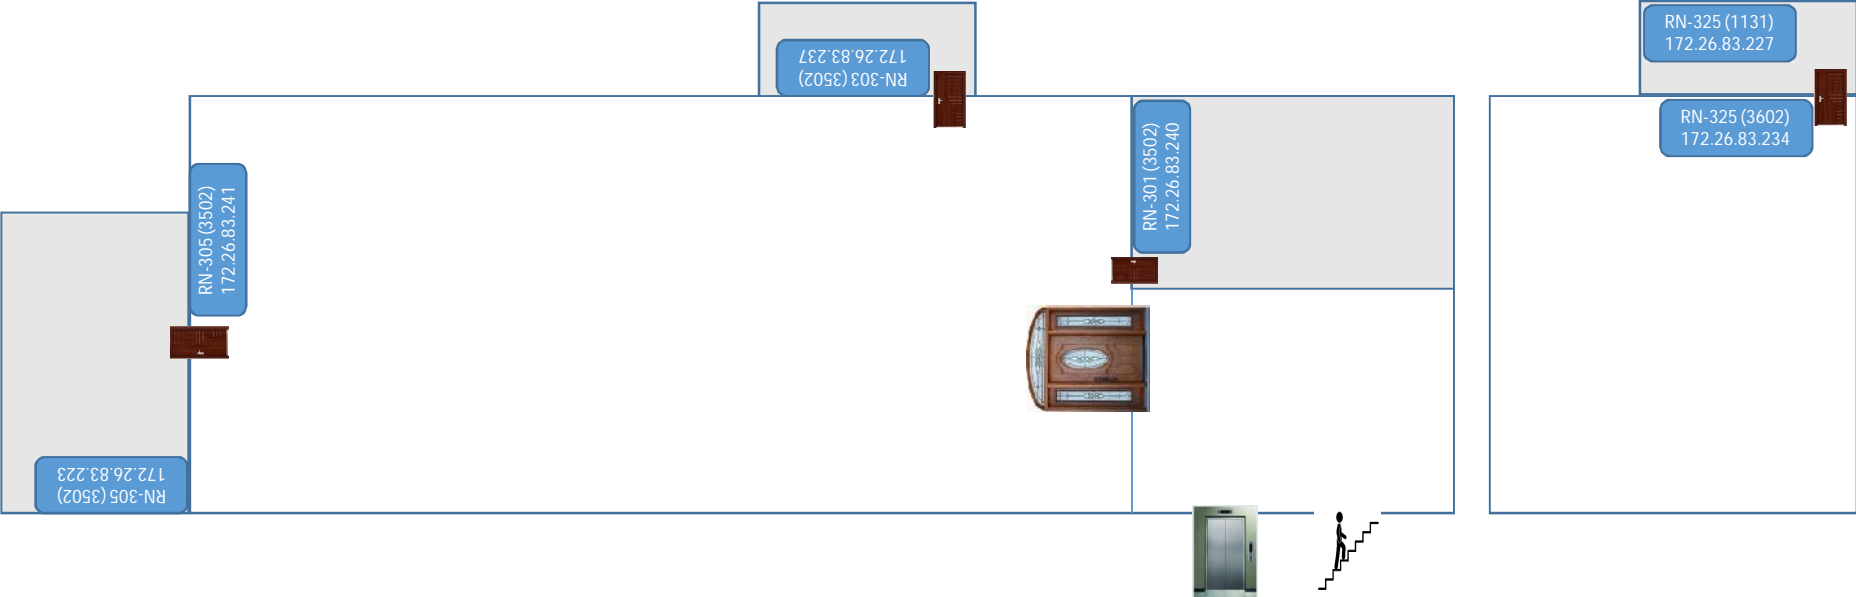 RN-325 (1131)
172.26.83.227
RN-303 (3502)
172.26.83.237
RN-325 (3602)
172.26.83.234
RN-301 (3502)
172.26.83.240
RN-305 (3502)
172.26.83.241
RN-305 (3502)
172.26.83.223